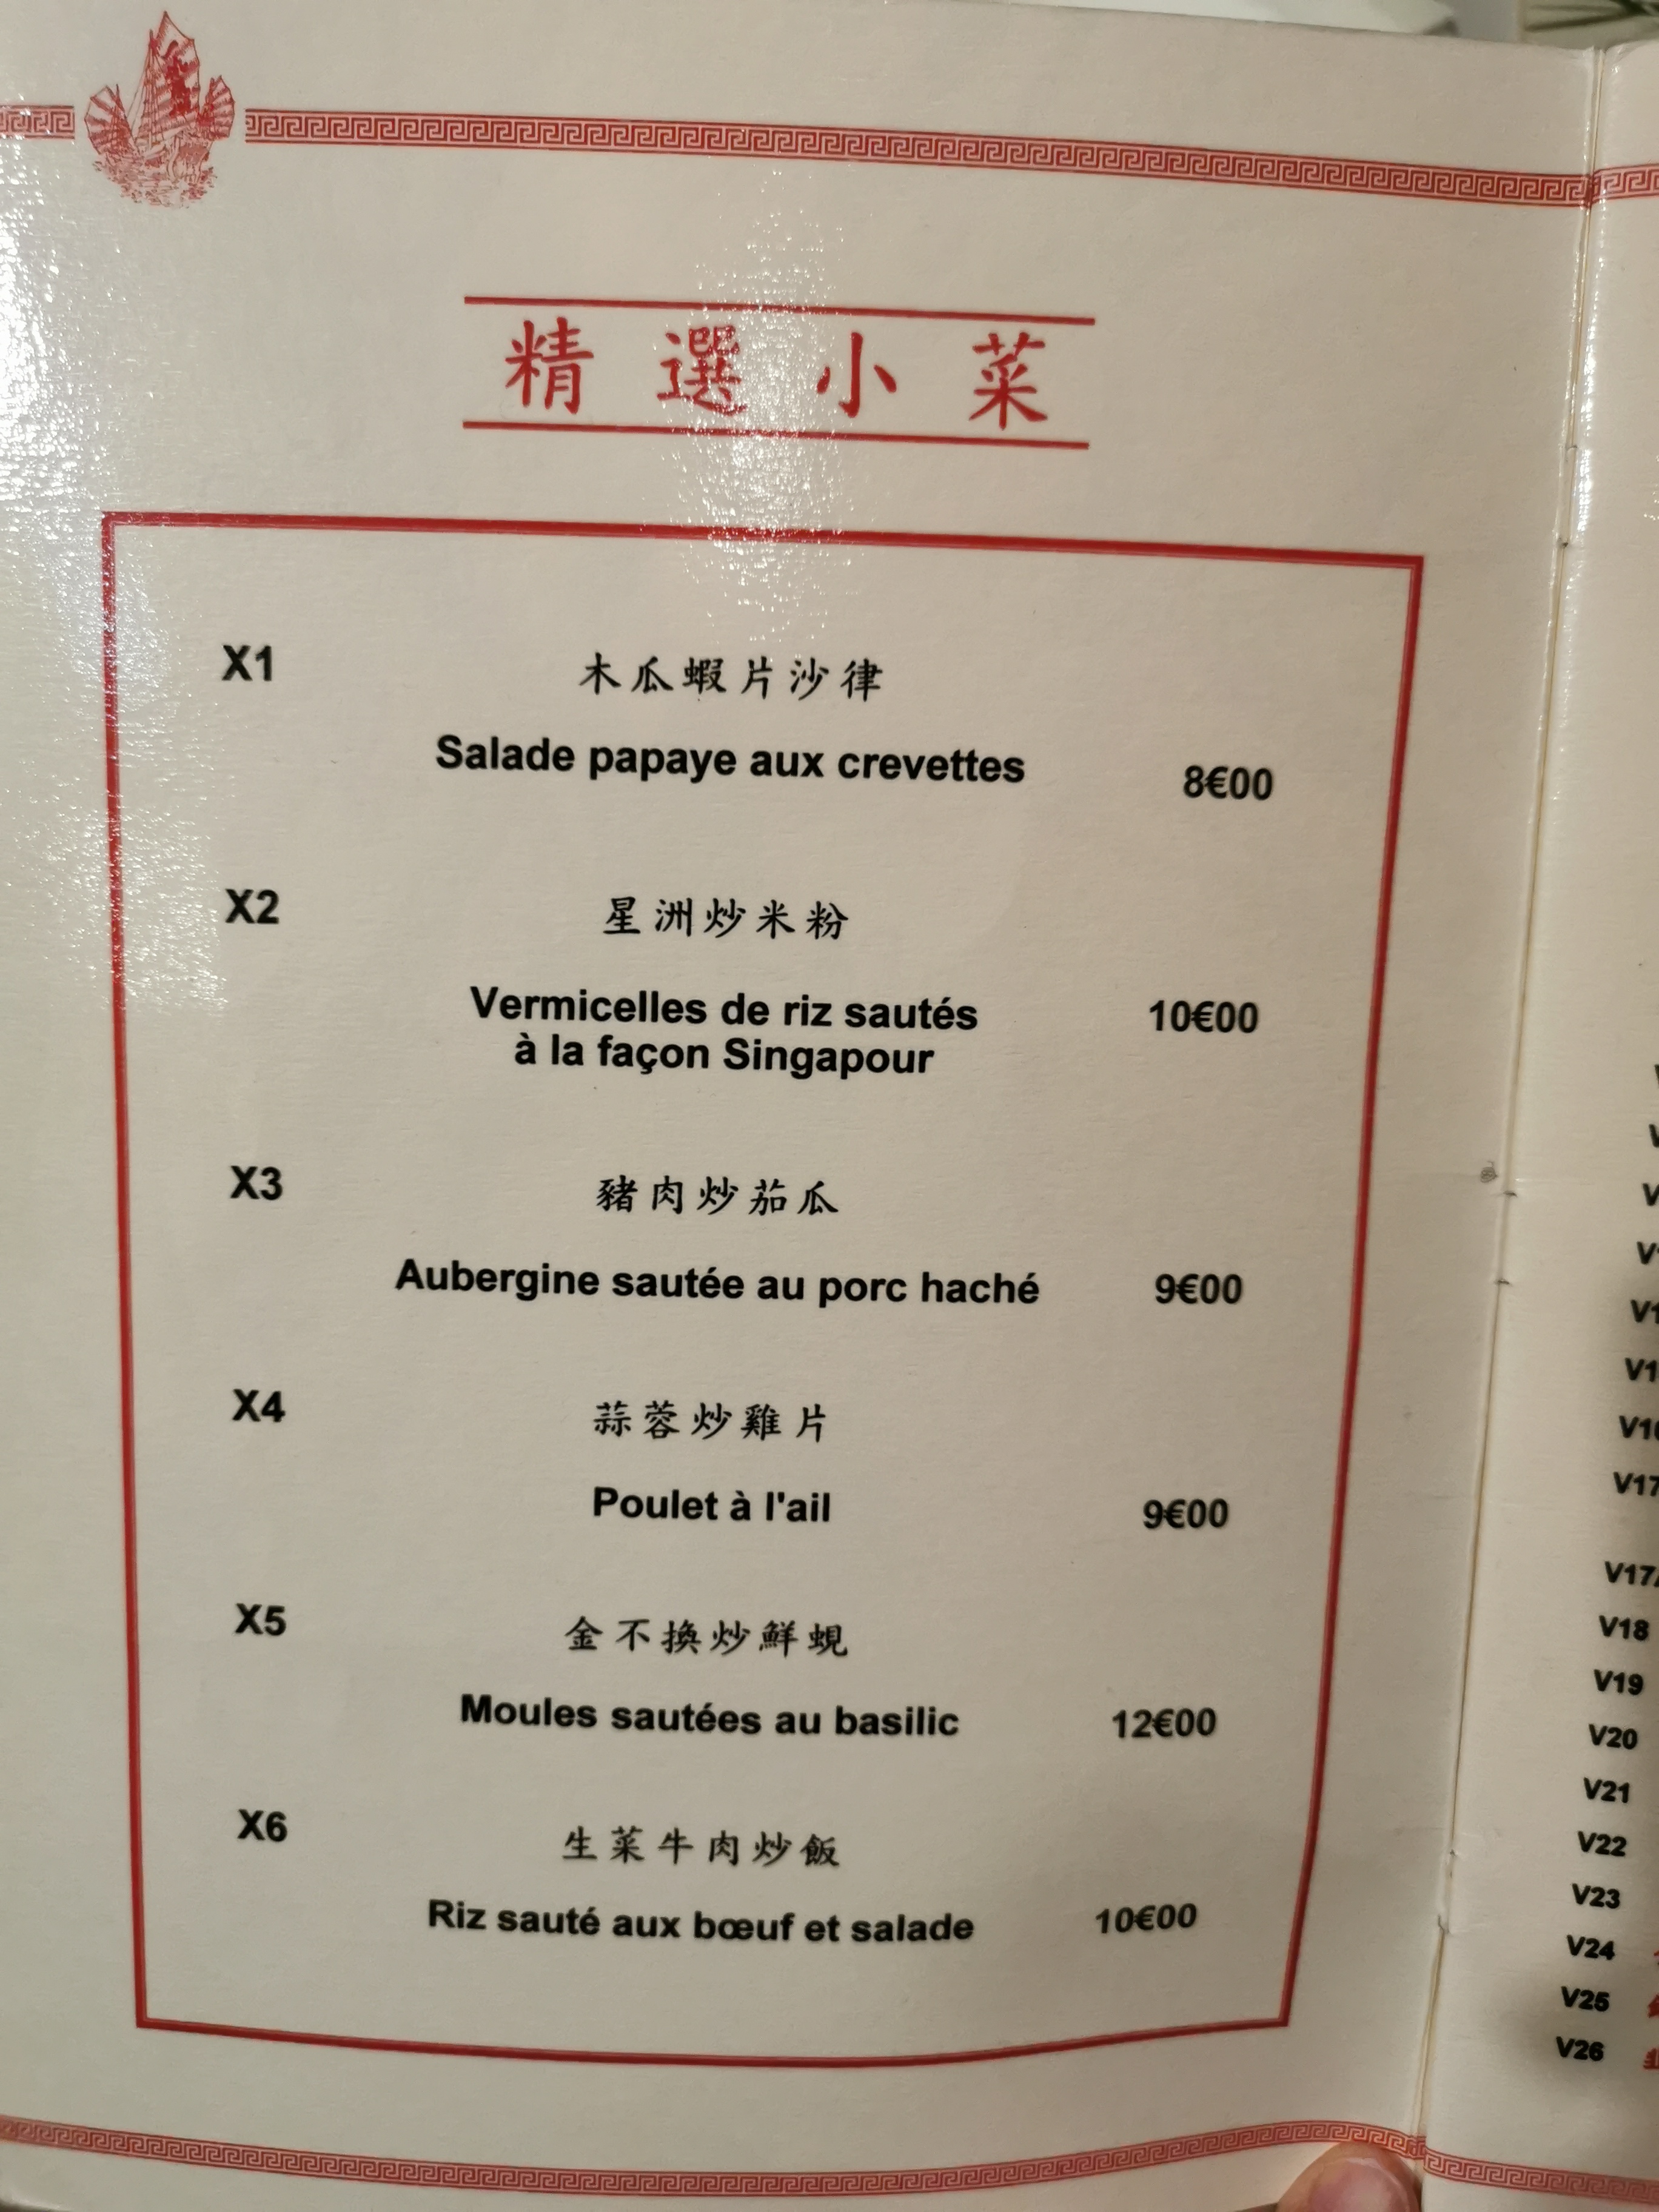 精選小菜
X1 木瓜蝦片沙律
Salade papaye aux crevettes 8€00
X2 星洲炒米粉
Vermicelles de riz sautés 10€00
à la façon Singapour
X3 豬肉炒茄瓜
Aubergine sautée au porc haché 9€00
X4 蒜蓉炒雞片
Poulet à l'ail 9€00
X5 金不換炒鮮蜆
Moules sautées au basilic 12€00
X6 生菜牛肉炒飯
Riz sauté aux bœuf et salade 10€00
V18
V19
V20
V21
V22
V23
V24
V25
V26